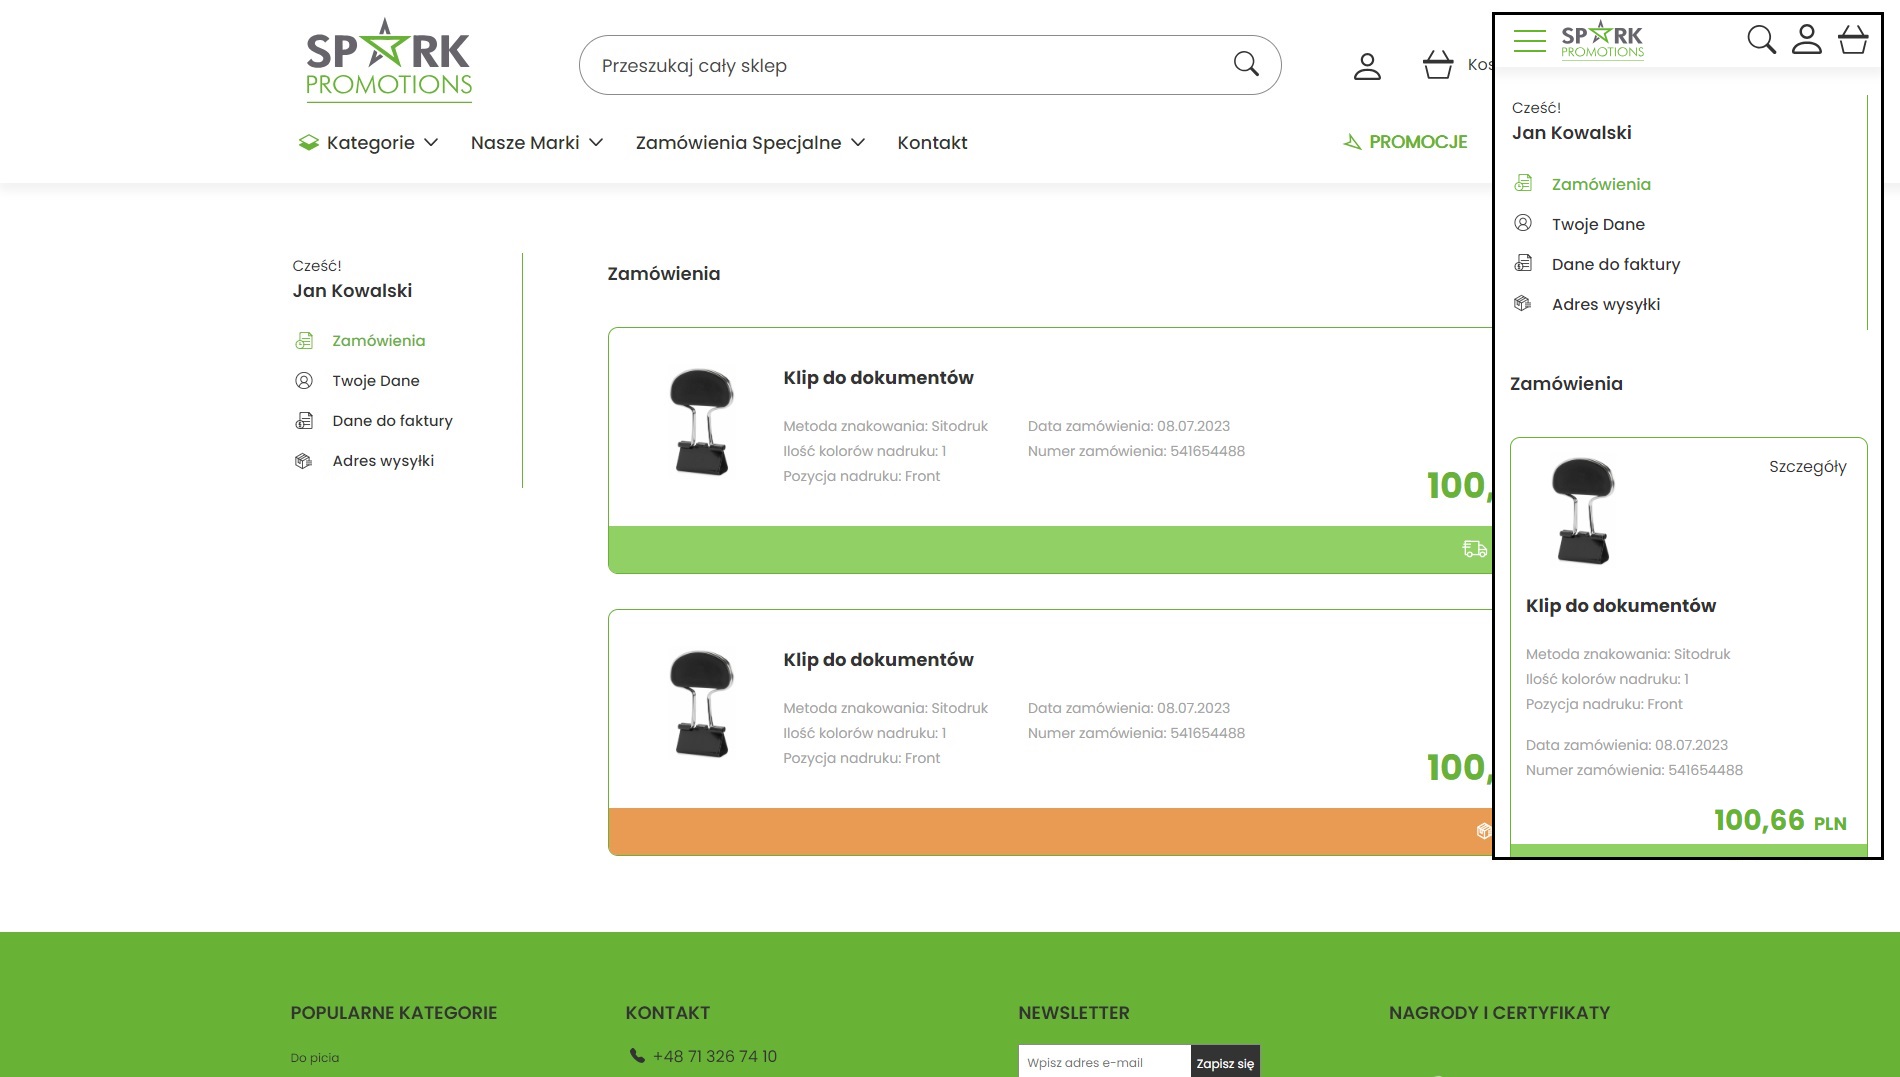 SPARK
PROMOTIONS
Przeszukaj cały sklep
Kos
Kategorie
Nasze Marki
Zamówienia Specjalne
Kontakt
PROMOCJE
Cześć!
Jan Kowalski
Zamówienia
Twoje Dane
Dane do faktury
Adres wysyłki
Zamówienia
Klip do dokumentów
Metoda znakowania: Sitodruk
Ilość kolorów nadruku: 1
Pozycja nadruku: Front
Data zamówienia: 08.07.2023
Numer zamówienia: 541654488
100,
Klip do dokumentów
Metoda znakowania: Sitodruk
Ilość kolorów nadruku: 1
Pozycja nadruku: Front
Data zamówienia: 08.07.2023
Numer zamówienia: 541654488
100,
SPARK
PROMOTIONS
Cześć!
Jan Kowalski
Zamówienia
Twoje Dane
Dane do faktury
Adres wysyłki
Zamówienia
Szczegóły
Klip do dokumentów
Metoda znakowania: Sitodruk
Ilość kolorów nadruku: 1
Pozycja nadruku: Front
Data zamówienia: 08.07.2023
Numer zamówienia: 541654488
100,66 PLN
POPULARNE KATEGORIE
Do picia
KONTAKT
+48 71 326 74 10
NEWSLETTER
Wpisz adres e-mail
Zapisz się
NAGRODY I CERTYFIKATY